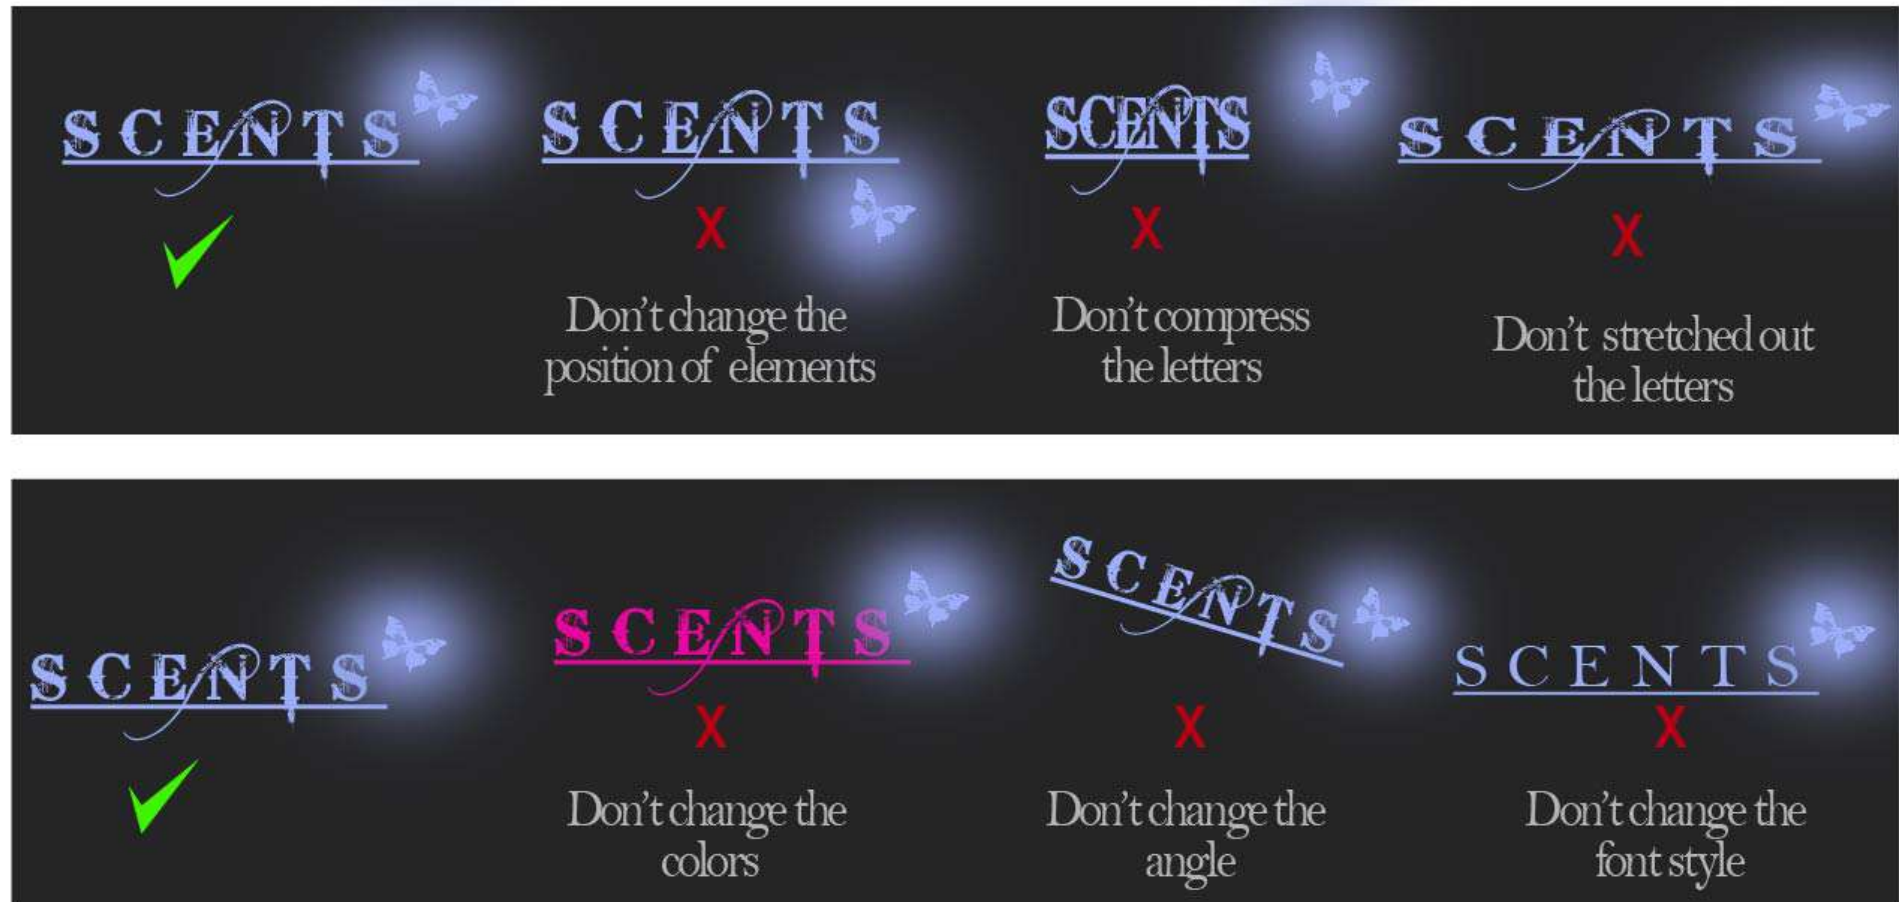 SCENTS
SCENTS
SCENTS
SCENTS
X
X
X
Don't change the
position of elements
Don't compress
the letters
Don't stretched out
the letters
SCENTS
SCENTS
SCENTS
SCENTS
X
X
X
Don't change the
colors
Don't change the
angle
Don't change the
font style